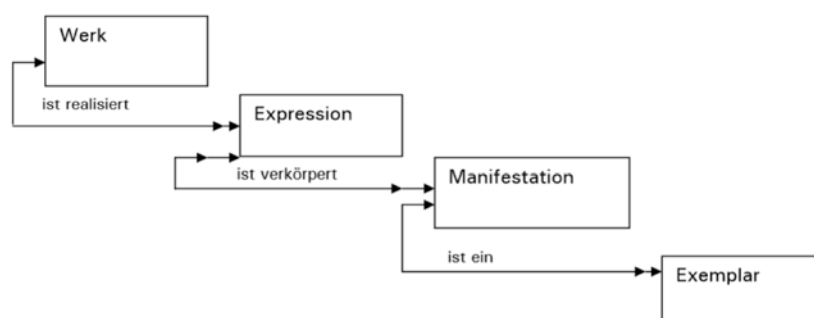 Werk
ist realisiert
Expression
ist verkörpert
Manifestation
ist ein
Exemplar